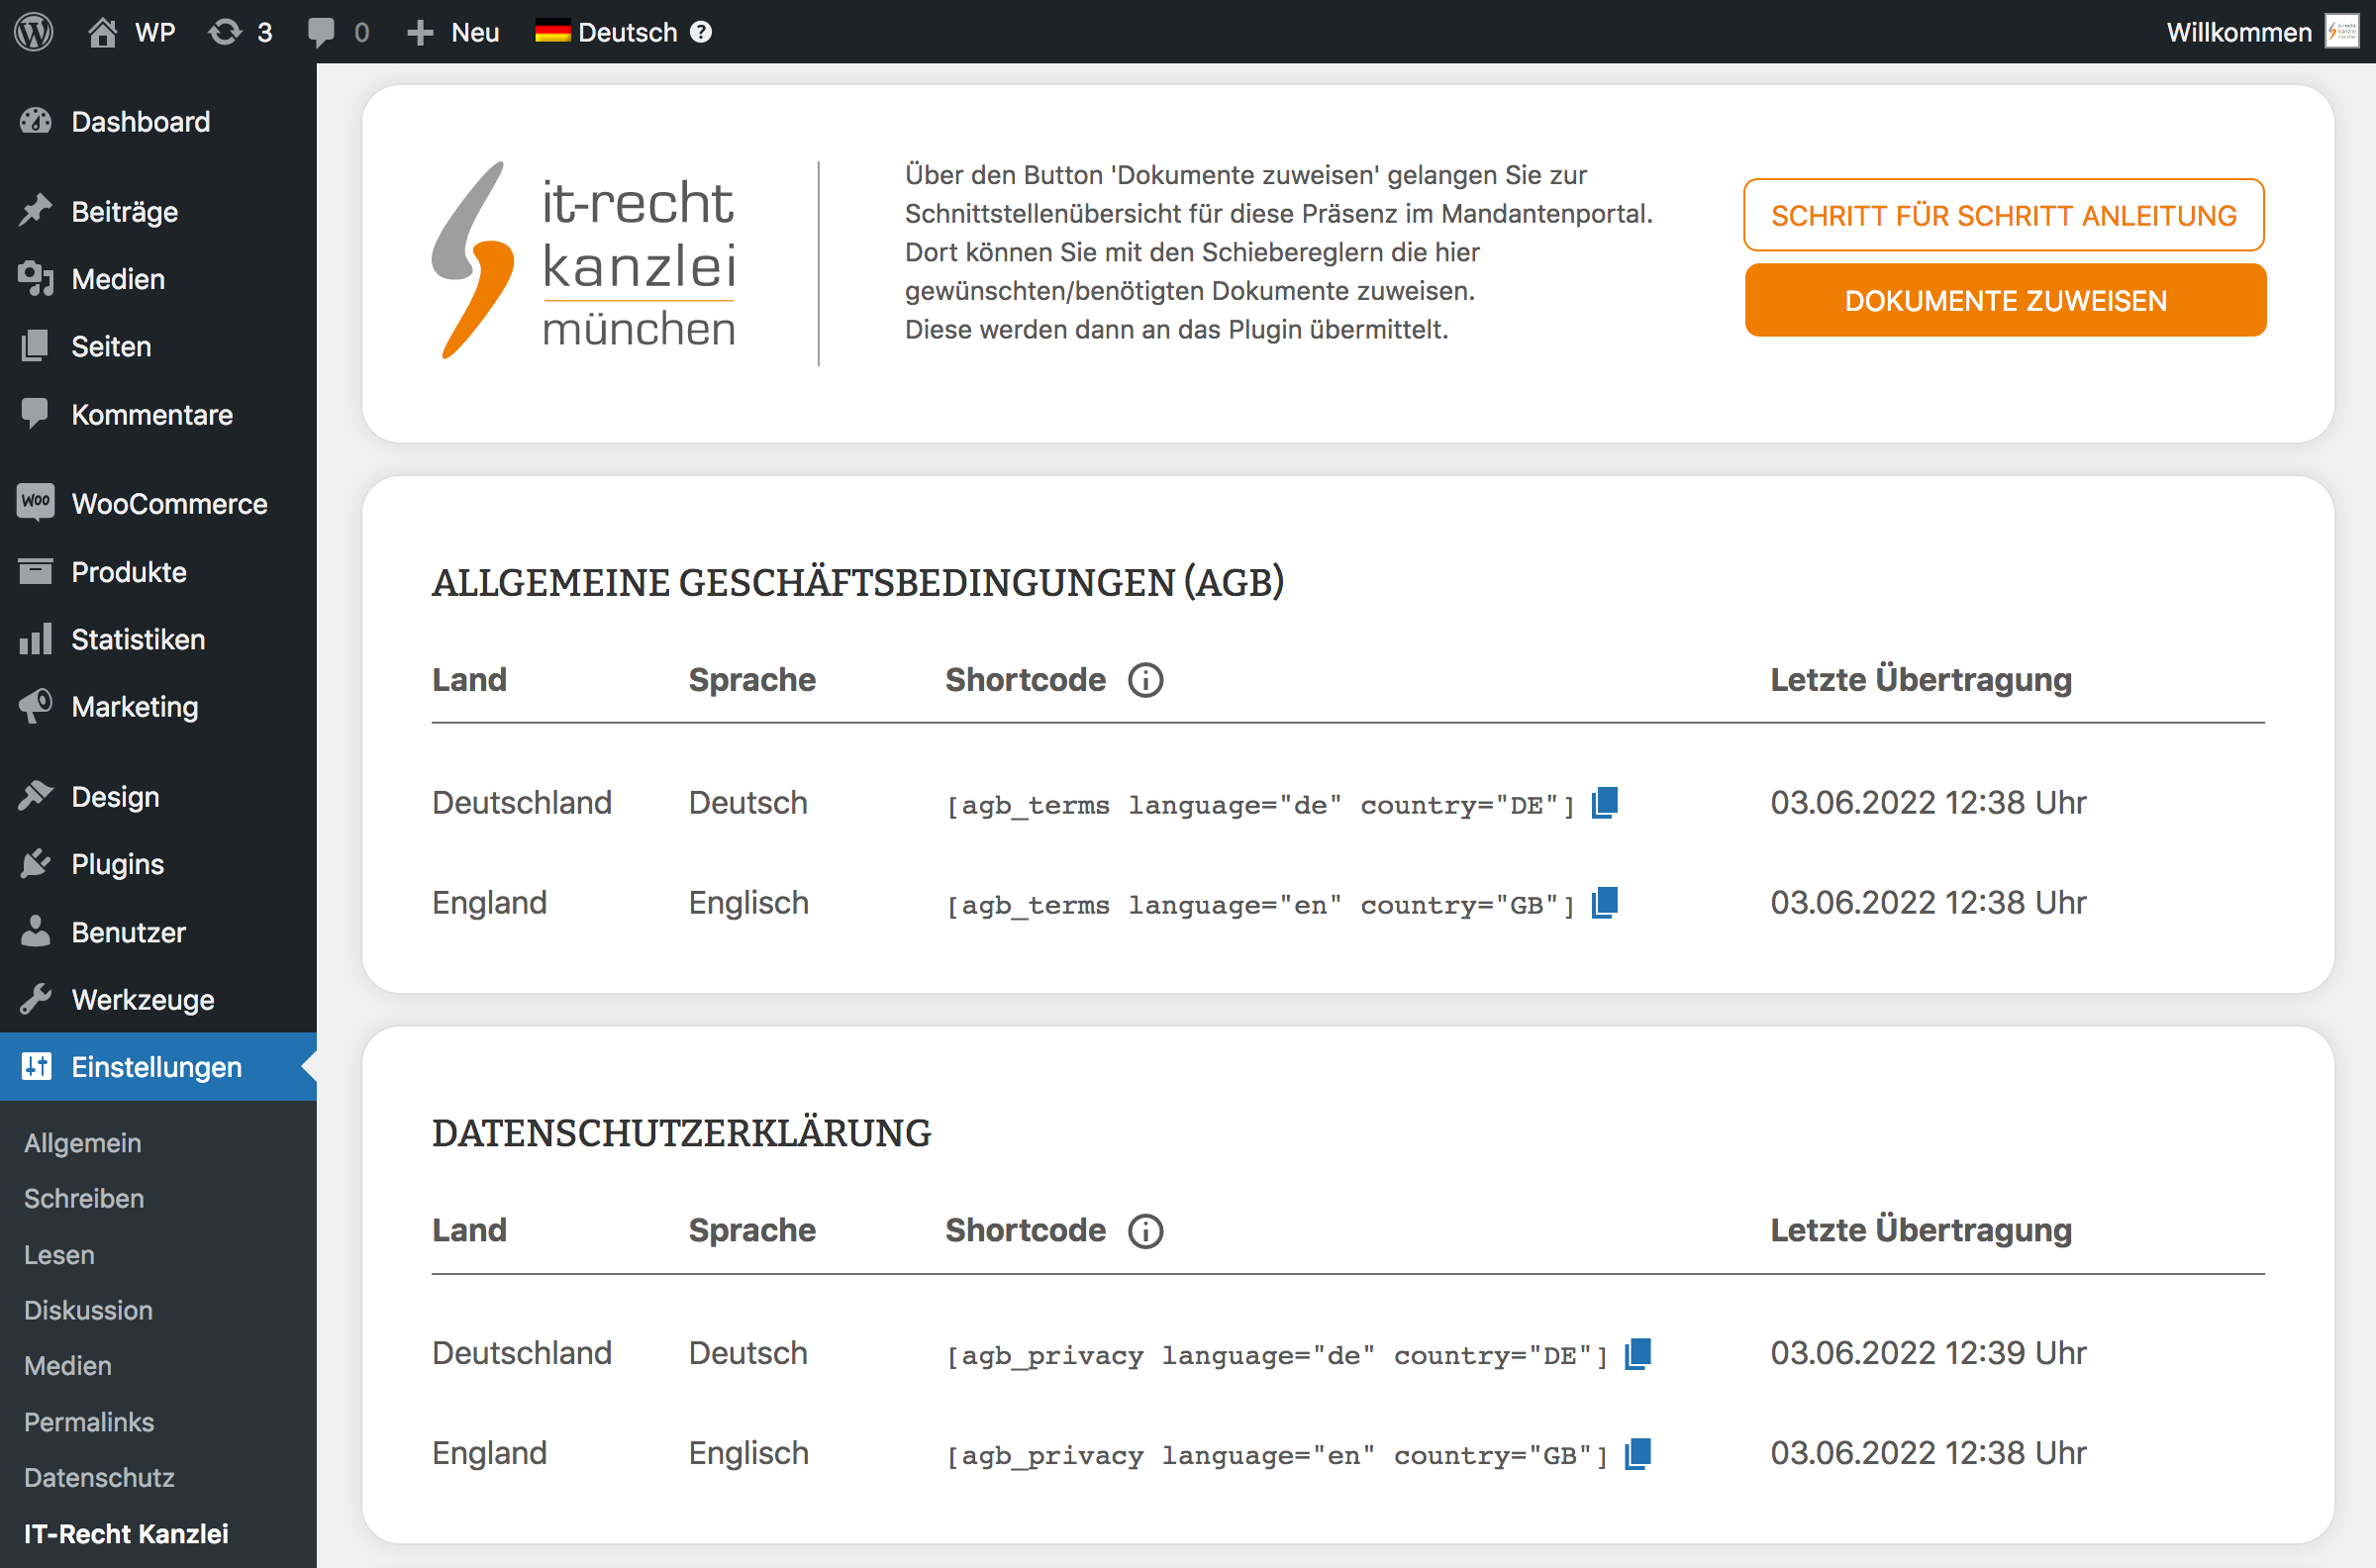 WP
3
0
Neu
Deutsch ?
Willkommen
Dashboard
Beiträge
Medien
Seiten
Kommentare
WooCommerce
Produkte
Statistiken
Marketing
Design
Plugins
Benutzer
Werkzeuge
Einstellungen
Allgemein
Schreiben
Lesen
Diskussion
Medien
Permalinks
Datenschutz
IT-Recht Kanzlei
it-recht
kanzlei
münchen
Über den Button 'Dokumente zuweisen' gelangen Sie zur
Schnittstellenübersicht für diese Präsenz im Mandantenportal.
Dort können Sie mit den Schiebereglern die hier
gewünschten/benötigten Dokumente zuweisen.
Diese werden dann an das Plugin übermittelt.
SCHRITT FÜR SCHRITT ANLEITUNG
DOKUMENTE ZUWEISEN
ALLGEMEINE GESCHÄFTSBEDINGUNGEN (AGB)
Land Sprache Shortcode i Letzte Übertragung
Deutschland Deutsch [agb_terms language="de" country="DE"] 03.06.2022 12:38 Uhr
England Englisch [agb_terms language="en" country="GB"] 03.06.2022 12:38 Uhr
DATENSCHUTZERKLÄRUNG
Land Sprache Shortcode i Letzte Übertragung
Deutschland Deutsch [agb_privacy language="de" country="DE"] 03.06.2022 12:39 Uhr
England Englisch [agb_privacy language="en" country="GB"] 03.06.2022 12:38 Uhr